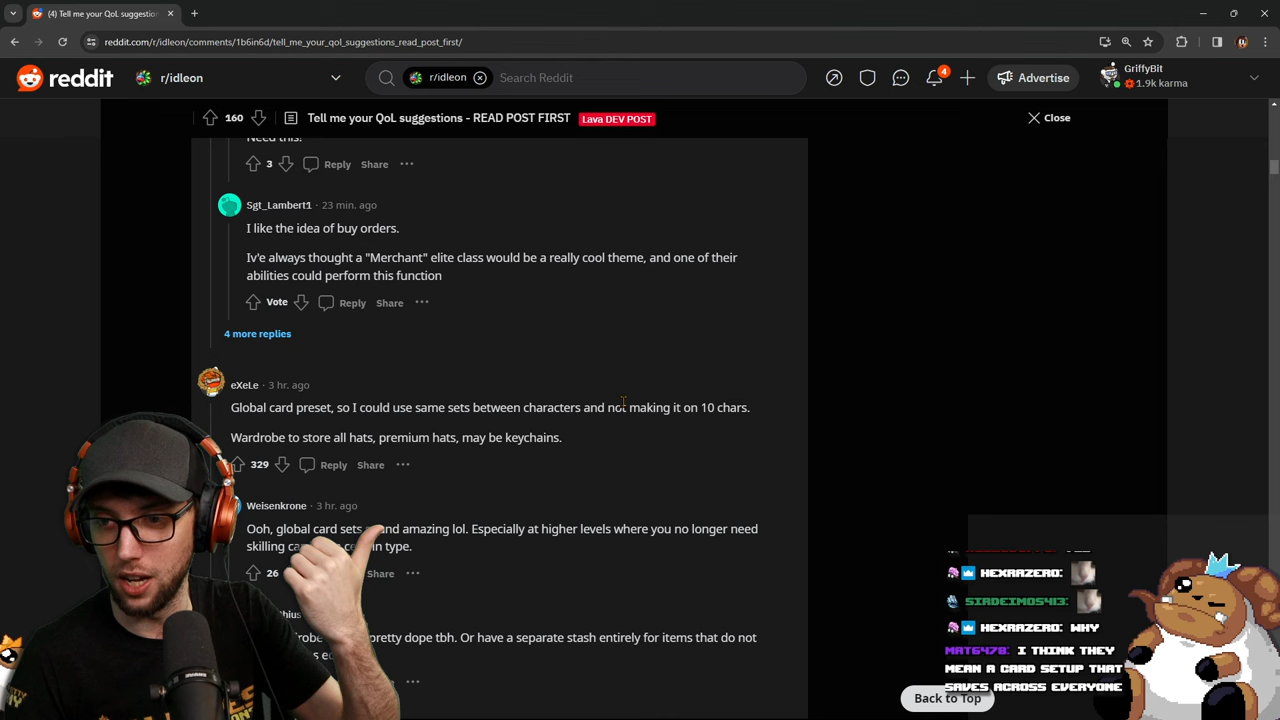 (4) Tell me your QoL suggestion
reddit.com/r/idleon/comments/1b6in6d/tell_me_your_qol_suggestions_read_post_first/
reddit
r/idleon
r/idleon
Search Reddit
4
Advertise
GriffyBit
1.9k karma
160
Tell me your QoL suggestions - READ POST FIRST
Lava DEV POST
Close
Need this!
3 Reply Share
Sgt_Lambert1 · 23 min. ago
I like the idea of buy orders.
Iv'e always thought a "Merchant" elite class would be a really cool theme, and one of their
abilities could perform this function
Vote Reply Share
4 more replies
eXeLe · 3 hr. ago
Global card preset, so I could use same sets between characters and not making it on 10 chars.
Wardrobe to store all hats, premium hats, may be keychains.
329 Reply Share
Weisenkrone · 3 hr. ago
Ooh, global card sets and amazing lol. Especially at higher levels where you no longer need
skilling in type.
26 Share
pretty dope tbh. Or have a separate stash entirely for items that do not
HEXRAZERO:
SIRDEIMOS413:
HEXRAZERO: WHY
MAT6478: I THINK THEY
MEAN A CARD SETUP THAT
SAVES ACROSS EVERYONE
Back to Top